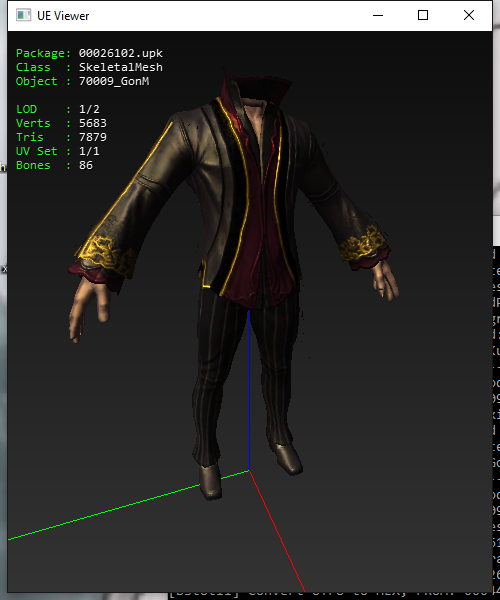 UE Viewer
Package: 00026102.upk
Class : SkeletalMesh
Object : 70009_GonM
LOD : 1/2
Verts : 5683
Tris : 7879
UV Set : 1/1
Bones : 86